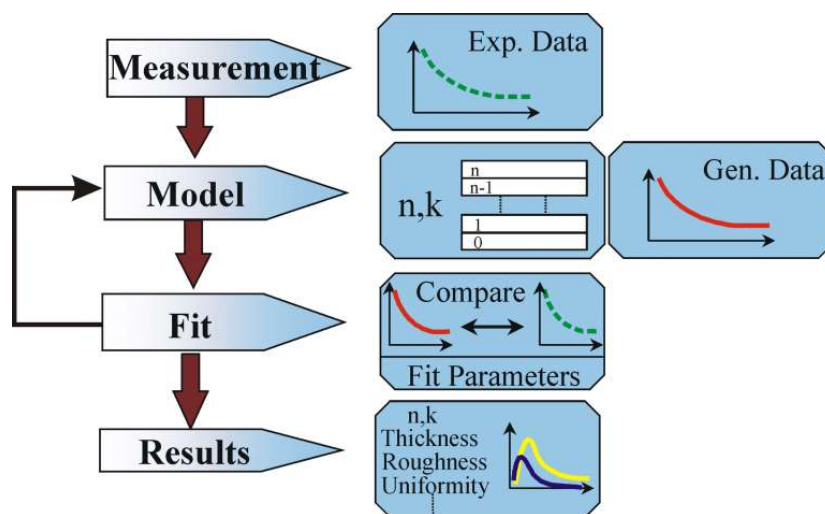 Measurement
Exp. Data
Model
n,k
n
n-1
1
0
Gen. Data
Fit
Compare
Fit Parameters
Results
n,k
Thickness
Roughness
Uniformity